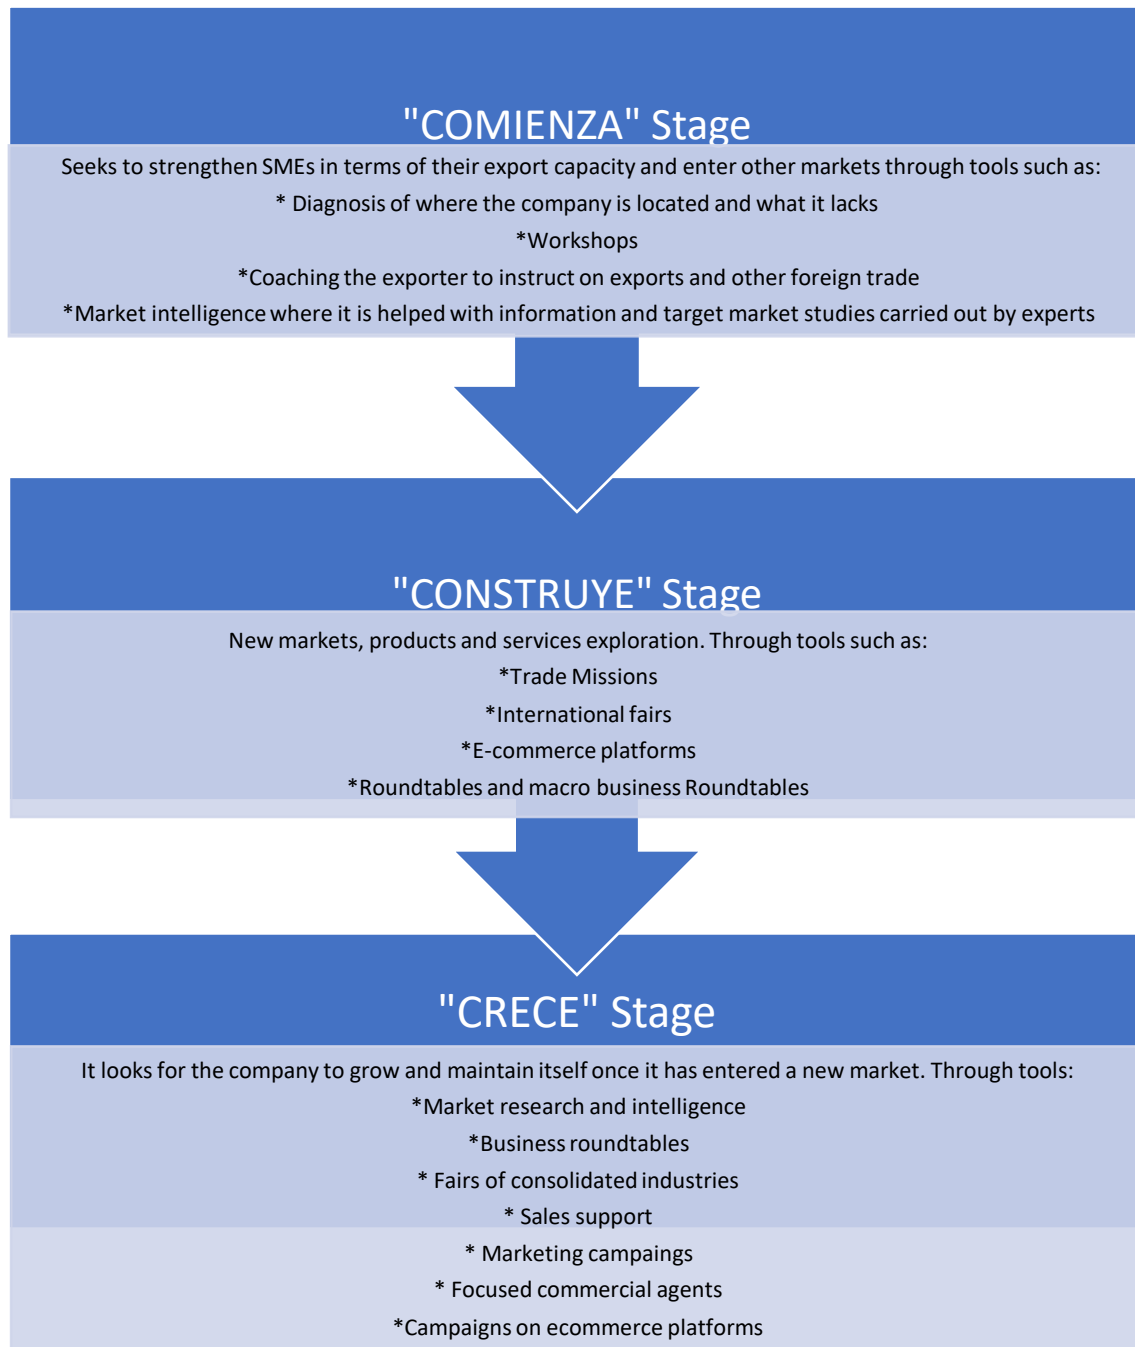 "COMIENZA" Stage
Seeks to strengthen SMEs in terms of their export capacity and enter other markets through tools such as:
* Diagnosis of where the company is located and what it lacks
*Workshops
*Coaching the exporter to instruct on exports and other foreign trade
*Market intelligence where it is helped with information and target market studies carried out by experts
"CONSTRUYE" Stage
New markets, products and services exploration. Through tools such as:
*Trade Missions
*International fairs
*E-commerce platforms
*Roundtables and macro business Roundtables
"CRECE" Stage
It looks for the company to grow and maintain itself once it has entered a new market. Through tools:
*Market research and intelligence
*Business roundtables
* Fairs of consolidated industries
* Sales support
* Marketing campaings
* Focused commercial agents
*Campaigns on ecommerce platforms